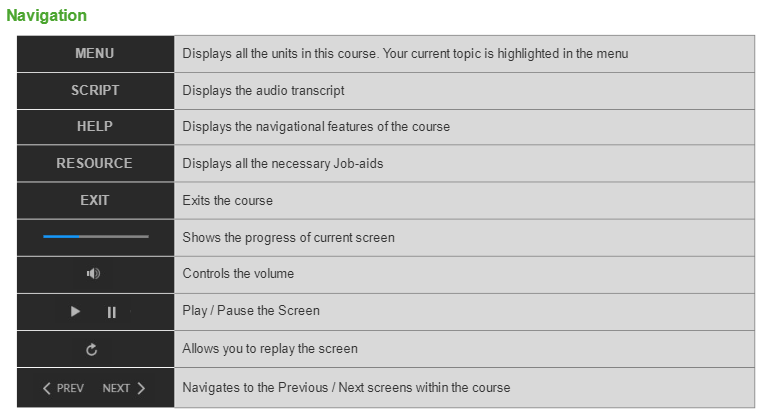 Navigation
MENU Displays all the units in this course. Your current topic is highlighted in the menu
SCRIPT Displays the audio transcript
HELP Displays the navigational features of the course
RESOURCE Displays all the necessary Job-aids
EXIT Exits the course
Shows the progress of current screen
Controls the volume
Play / Pause the Screen
Allows you to replay the screen
PREV NEXT Navigates to the Previous / Next screens within the course